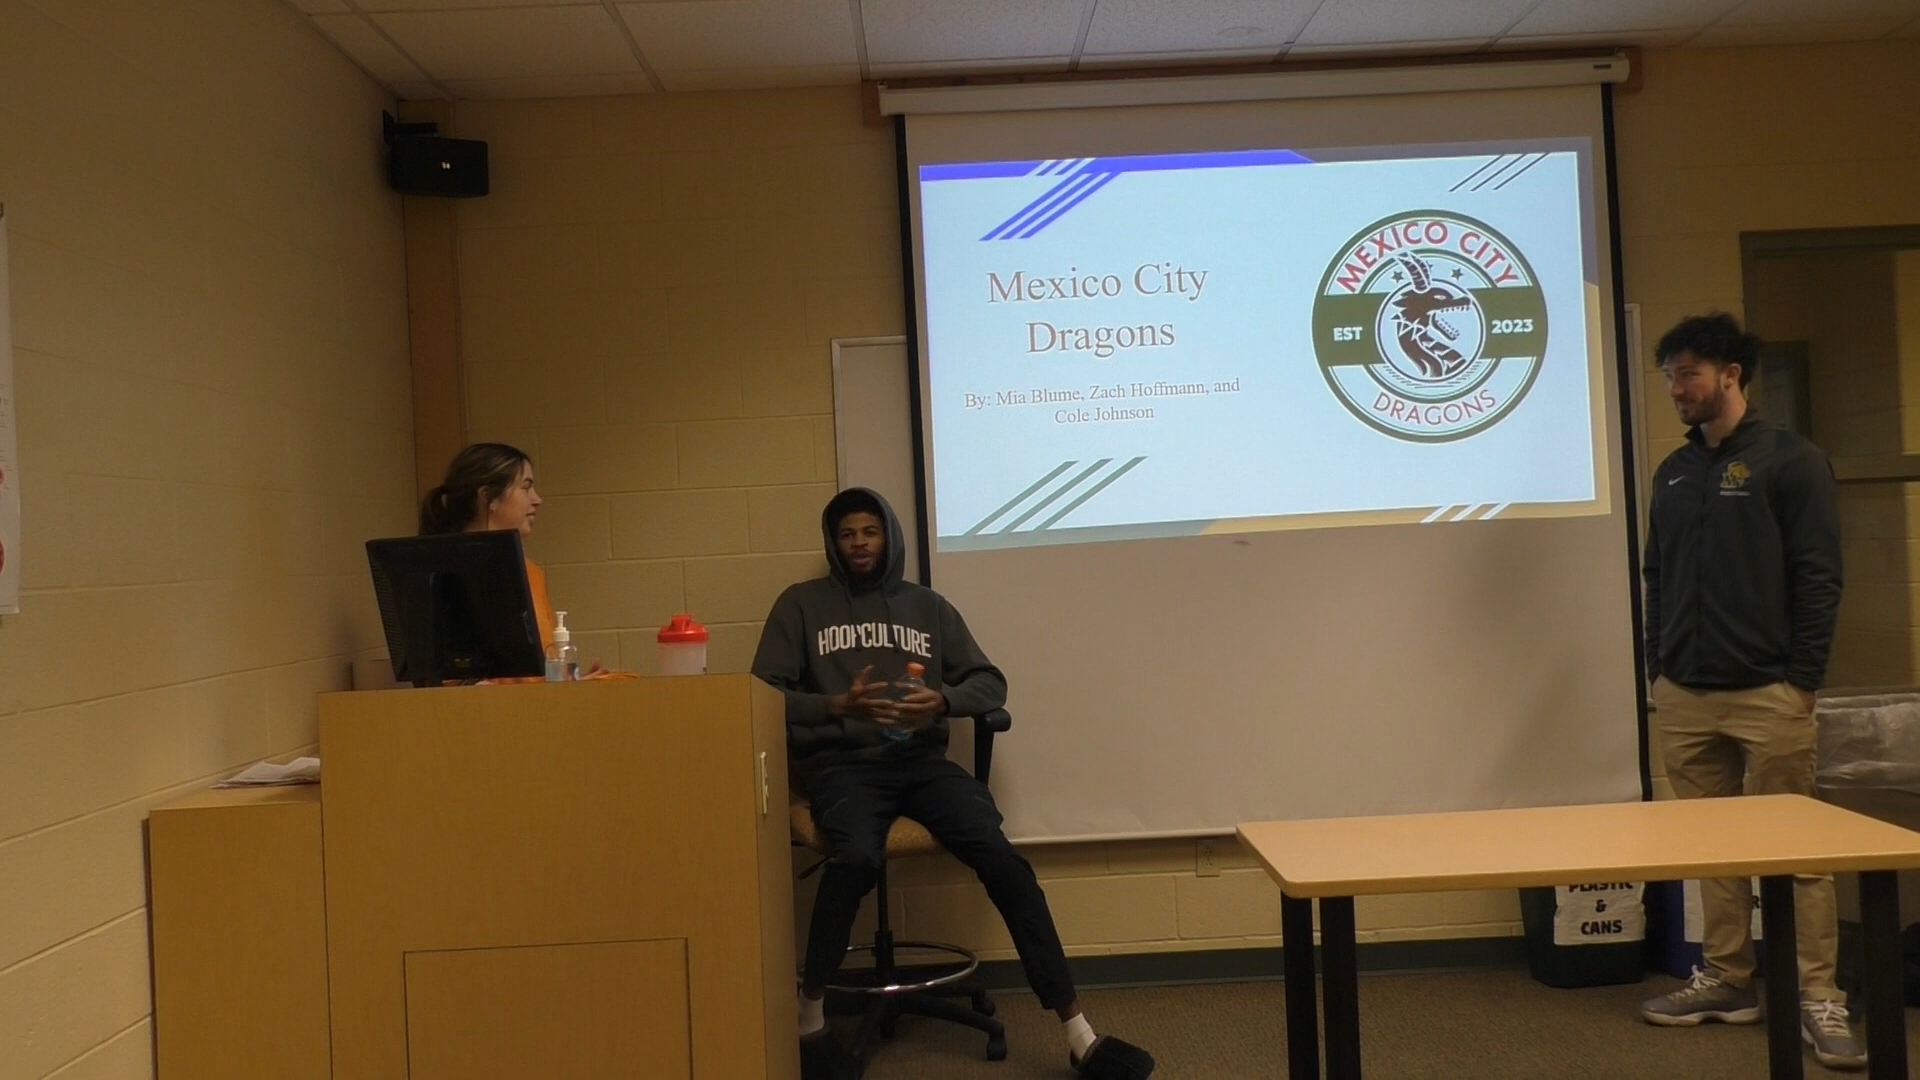 Mexico City
Dragons
By: Mia Blume, Zach Hoffmann, and
Cole Johnson
MEXICO CITY
EST 2023
DRAGONS
HOOPCULTURE
PLASTIC
&
CANS